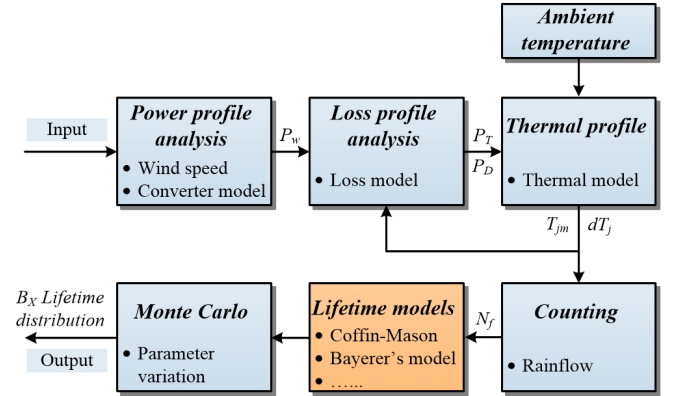 Ambient
temperature
Input
Power profile
analysis
• Wind speed
• Converter model
P_w
Loss profile
analysis
• Loss model
P_T
P_D
Thermal profile
• Thermal model
T_jm dT_j
B_X Lifetime
distribution
Output
Monte Carlo
• Parameter
variation
Lifetime models
• Coffin-Mason
• Bayerer's model
• …...
N_f
Counting
• Rainflow